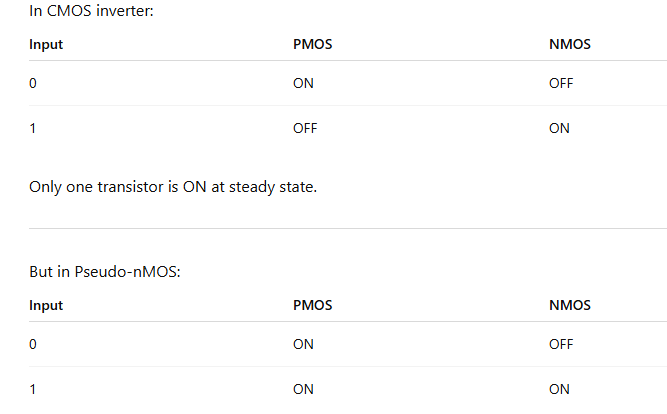 In CMOS inverter:
Input PMOS NMOS
0 ON OFF
1 OFF ON
Only one transistor is ON at steady state.
But in Pseudo-nMOS:
Input PMOS NMOS
0 ON OFF
1 ON ON